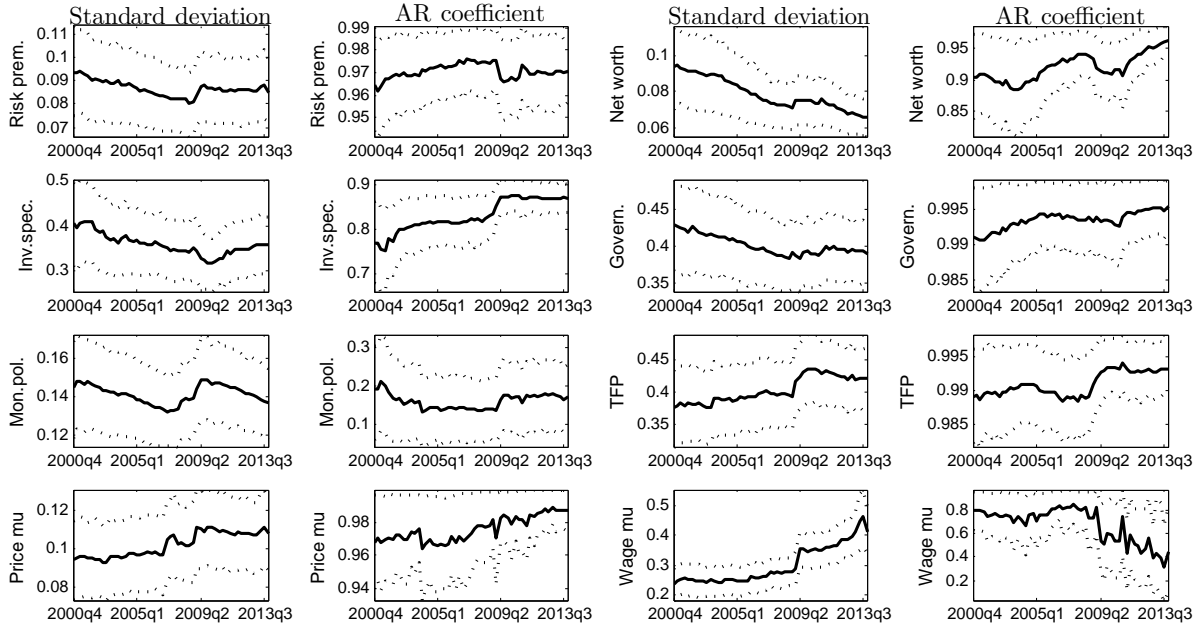 Standard deviation
AR coefficient
Standard deviation
AR coefficient
Risk prem.
0.11
0.1
0.09
0.08
0.07
2000q4 2005q1 2009q2 2013q3
Risk prem.
0.99
0.98
0.97
0.96
0.95
2000q4 2005q1 2009q2 2013q3
Net worth
0.1
0.08
0.06
2000q4 2005q1 2009q2 2013q3
Net worth
0.95
0.9
0.85
2000q4 2005q1 2009q2 2013q3
Inv.spec.
0.5
0.4
0.3
2000q4 2005q1 2009q2 2013q3
Inv.spec.
0.9
0.8
0.7
2000q4 2005q1 2009q2 2013q3
Govern.
0.45
0.4
0.35
2000q4 2005q1 2009q2 2013q3
Govern.
0.995
0.99
0.985
2000q4 2005q1 2009q2 2013q3
Mon.pol.
0.16
0.14
0.12
2000q4 2005q1 2009q2 2013q3
Mon.pol.
0.3
0.2
0.1
2000q4 2005q1 2009q2 2013q3
TFP
0.45
0.4
0.35
2000q4 2005q1 2009q2 2013q3
TFP
0.995
0.99
0.985
2000q4 2005q1 2009q2 2013q3
Price mu
0.12
0.1
0.08
2000q4 2005q1 2009q2 2013q3
Price mu
0.98
0.96
0.94
2000q4 2005q1 2009q2 2013q3
Wage mu
0.5
0.4
0.3
0.2
2000q4 2005q1 2009q2 2013q3
Wage mu
0.8
0.6
0.4
0.2
2000q4 2005q1 2009q2 2013q3